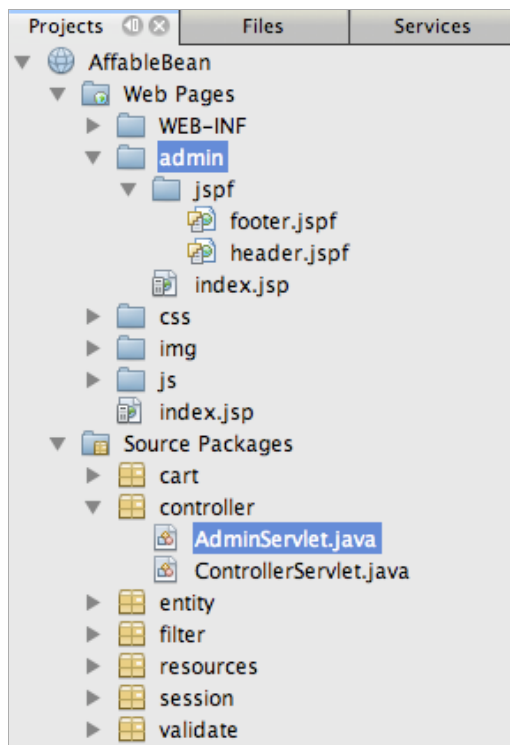 Projects Files Services
AffableBean
Web Pages
WEB-INF
admin
jspf
footer.jspf
header.jspf
index.jsp
css
img
js
index.jsp
Source Packages
cart
controller
AdminServlet.java
ControllerServlet.java
entity
filter
resources
session
validate